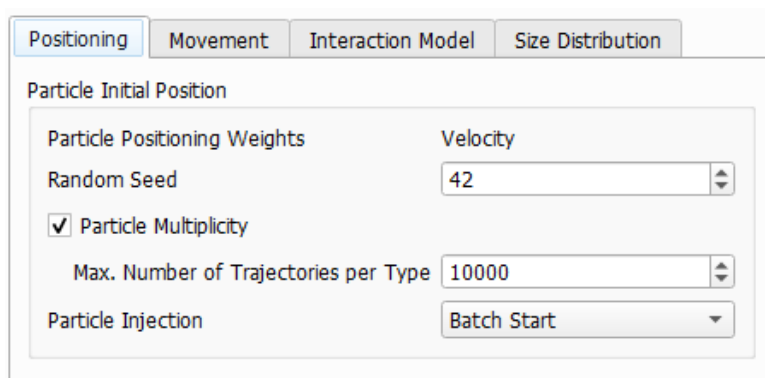 Positioning Movement Interaction Model Size Distribution
Particle Initial Position
Particle Positioning Weights Velocity
Random Seed 42
Particle Multiplicity
Max. Number of Trajectories per Type 10000
Particle Injection Batch Start